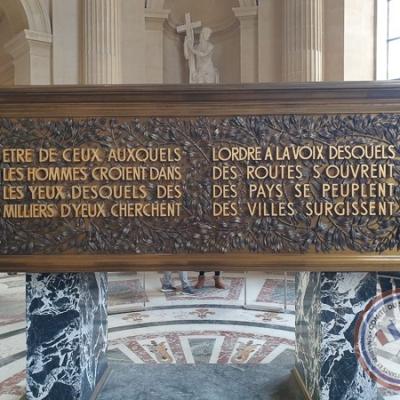 ETRE DE CEUX AUXQUELS
LES HOMMES CROIENT DANS
LES YEUX DESQUELS DES
MILLIERS D'YEUX CHERCHENT
L'ORDRE A LA VOIX DESQUELS
DES ROUTES S'OUVRENT
DES PAYS SE PEUPLENT
DES VILLES SURGISSENT